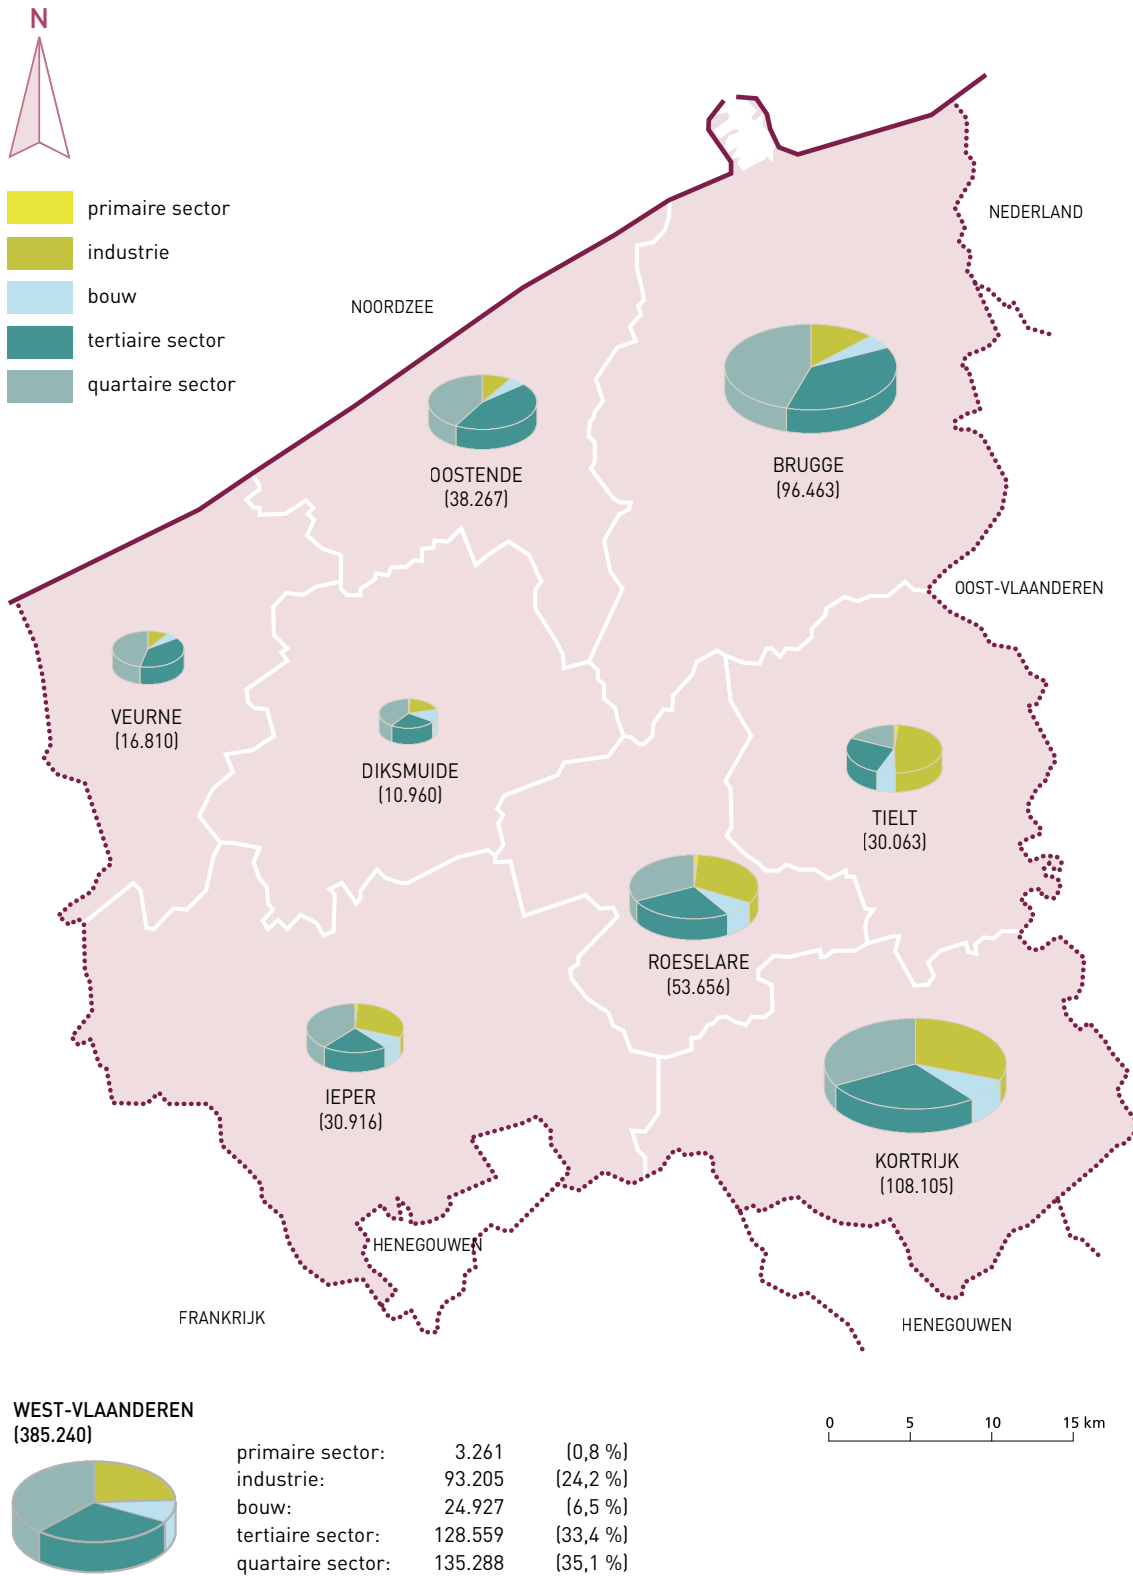 N
primaire sector
industrie
bouw
tertiaire sector
quartaire sector
NOORDZEE
NEDERLAND
OOSTENDE
(38.267)
BRUGGE
(96.463)
OOST-VLAANDEREN
VEURNE
(16.810)
DIKSMUIDE
(10.960)
TIELT
(30.063)
ROESELARE
(53.656)
IEPER
(30.916)
KORTRIJK
(108.105)
HENEGOUWEN
FRANKRIJK
HENEGOUWEN
WEST-VLAANDEREN
(385.240)
0 5 10 15 km
primaire sector: 3.261 (0,8 %)
industrie: 93.205 (24,2 %)
bouw: 24.927 (6,5 %)
tertiaire sector: 128.559 (33,4 %)
quartaire sector: 135.288 (35,1 %)